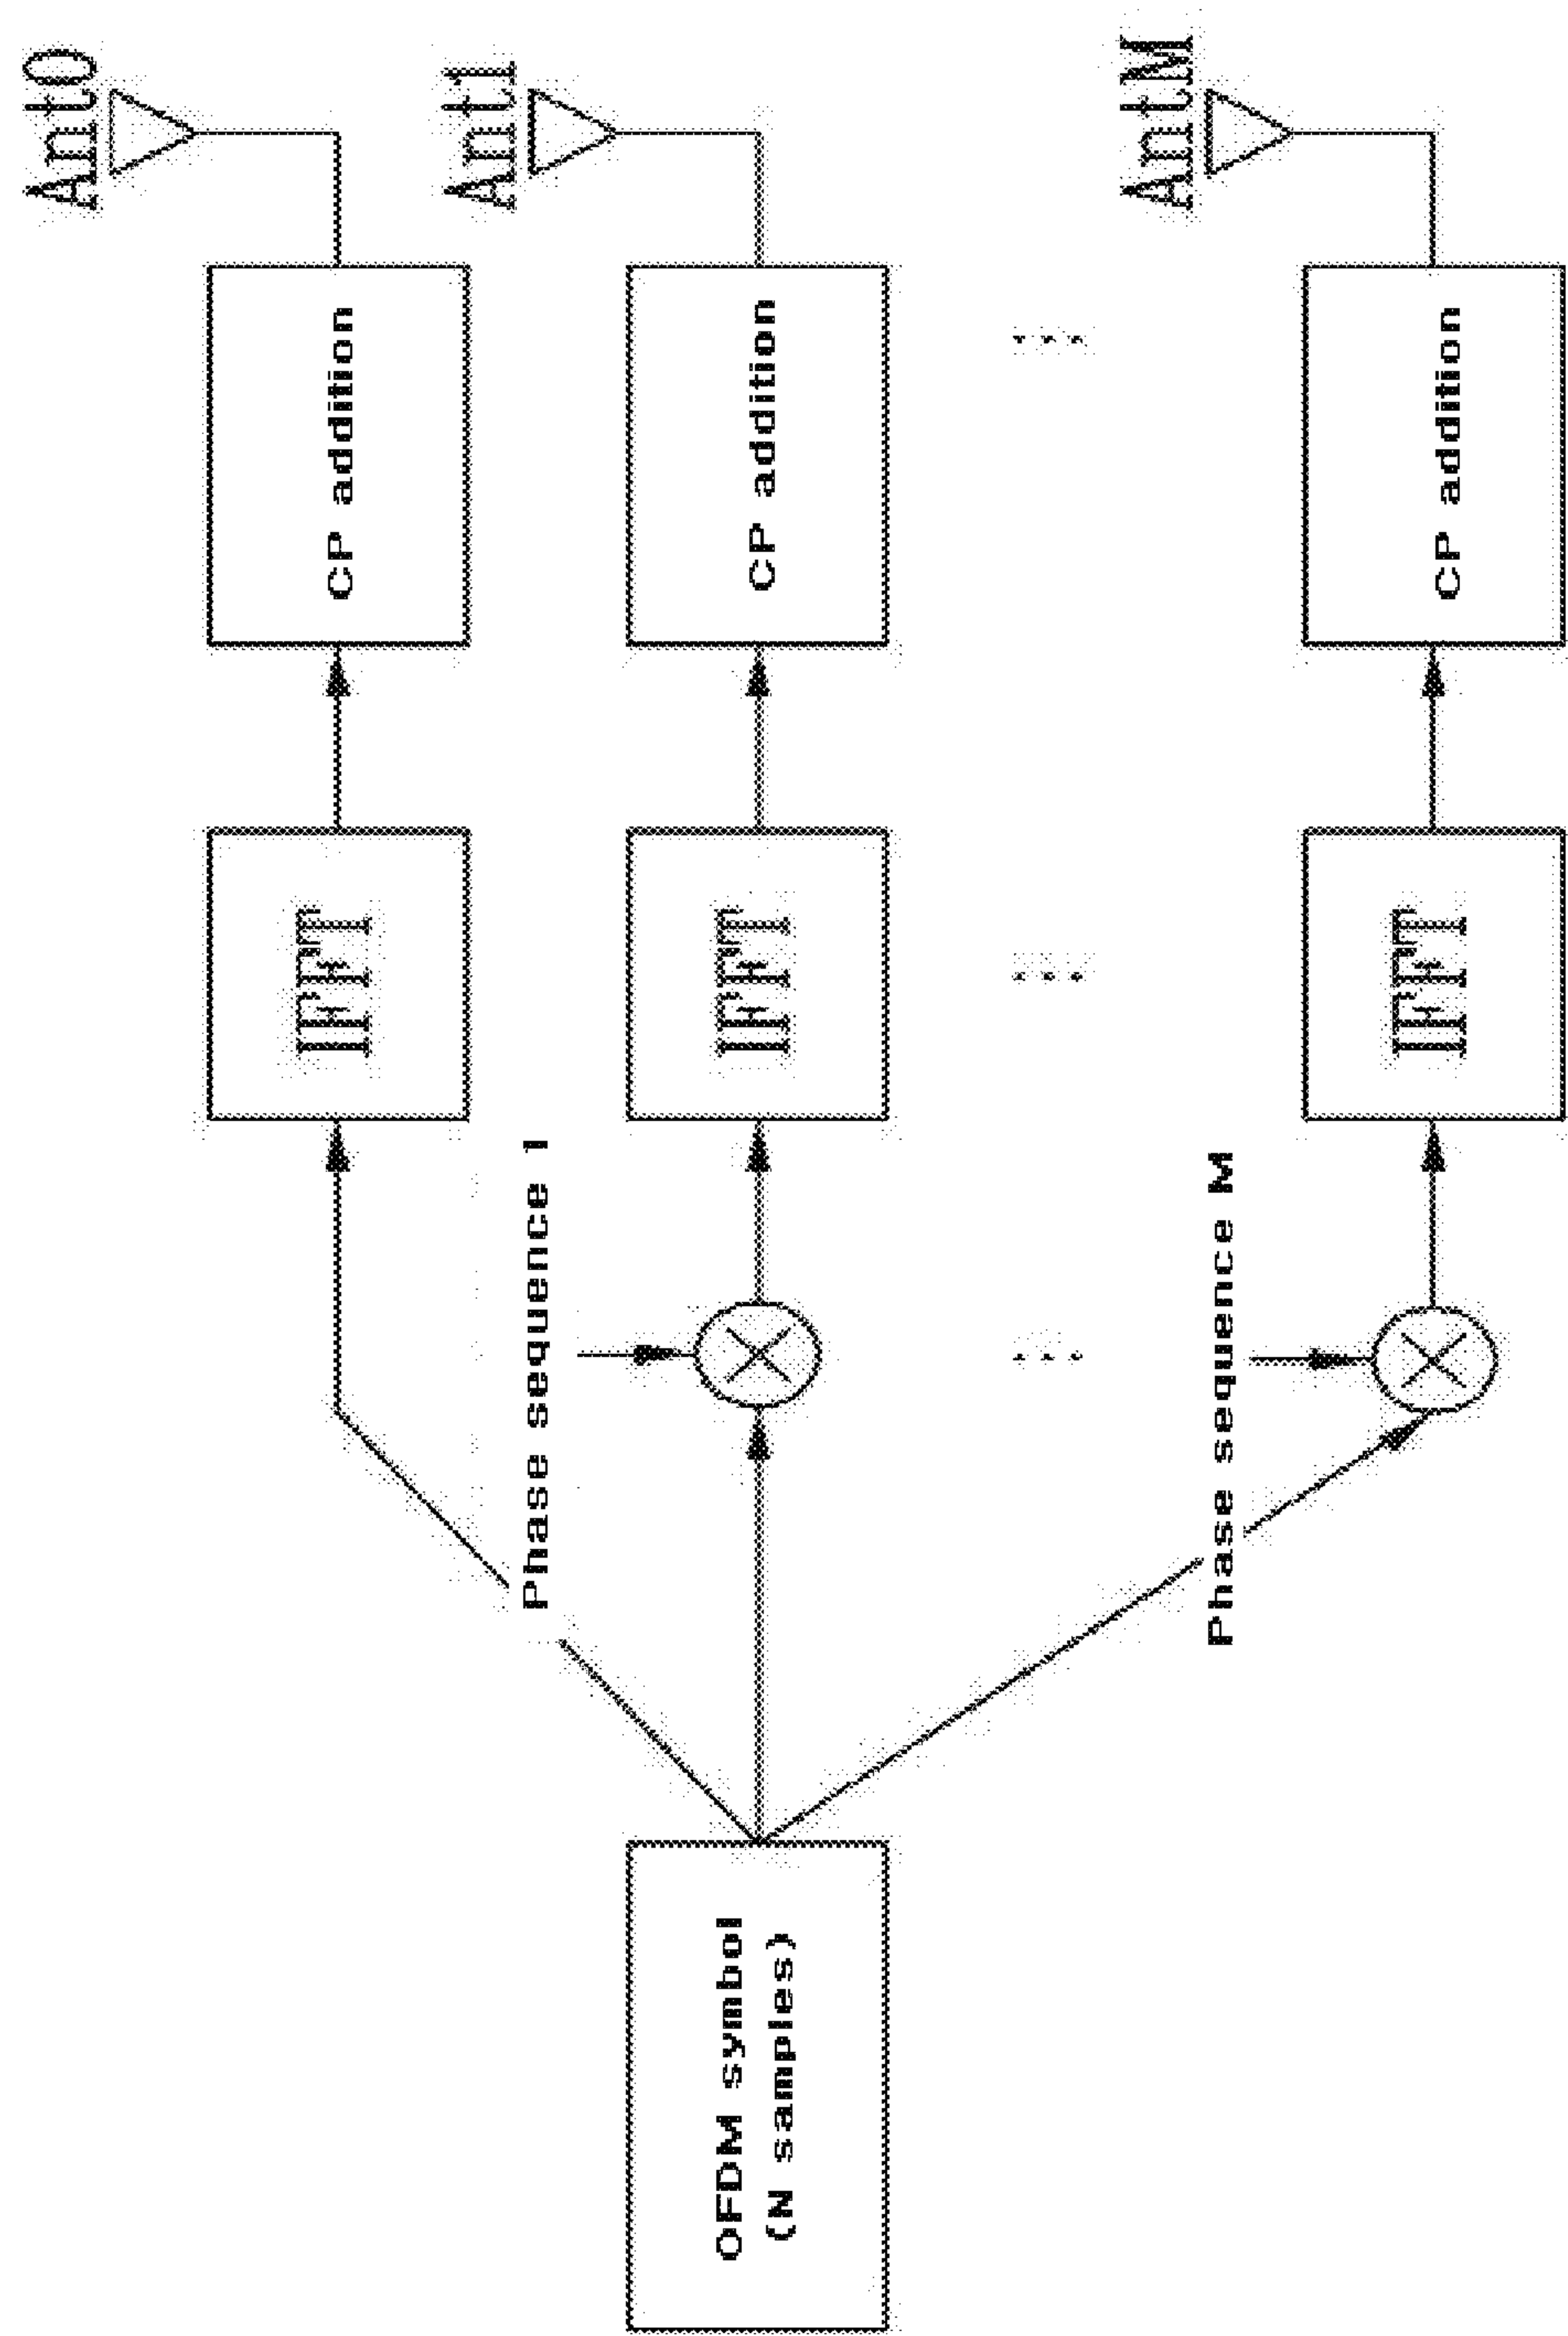 Ant0
IFFT
CP addition
Phase sequence 1
Ant1
OFDM symbol
(N samples)
IFFT
CP addition
...
...
...
Phase sequence M
AntM
IFFT
CP addition